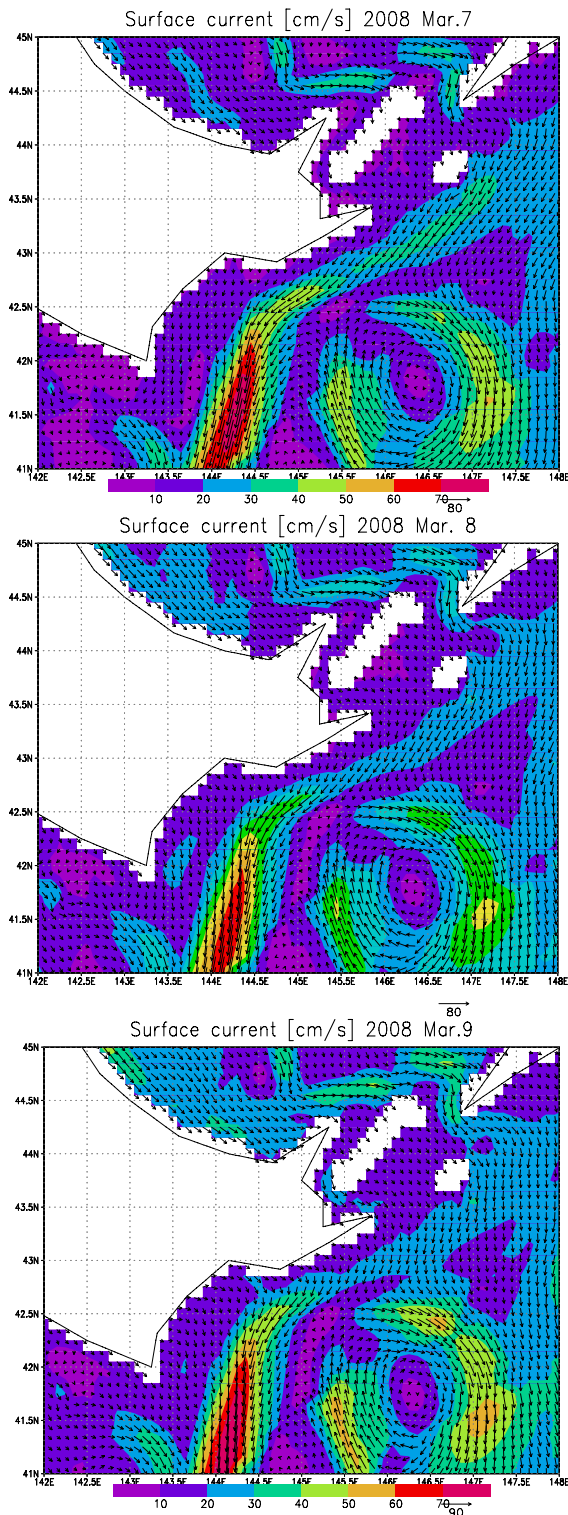 Surface current [cm/s] 2008 Mar.7
45N
44.5N
44N
43.5N
43N
42.5N
42N
41.5N
41N
142E 142.5E 143E 143.5E 144E 144.5E 145E 145.5E 146E 146.5E 147E 147.5E 148E
10 20 30 40 50 60 70
80
Surface current [cm/s] 2008 Mar. 8
45N
44.5N
44N
43.5N
43N
42.5N
42N
41.5N
41N
142E 142.5E 143E 143.5E 144E 144.5E 145E 145.5E 146E 146.5E 147E 147.5E 148E
80
Surface current [cm/s] 2008 Mar.9
45N
44.5N
44N
43.5N
43N
42.5N
42N
41.5N
41N
142E 142.5E 143E 143.5E 144E 144.5E 145E 145.5E 146E 146.5E 147E 147.5E 148E
10 20 30 40 50 60 70
90